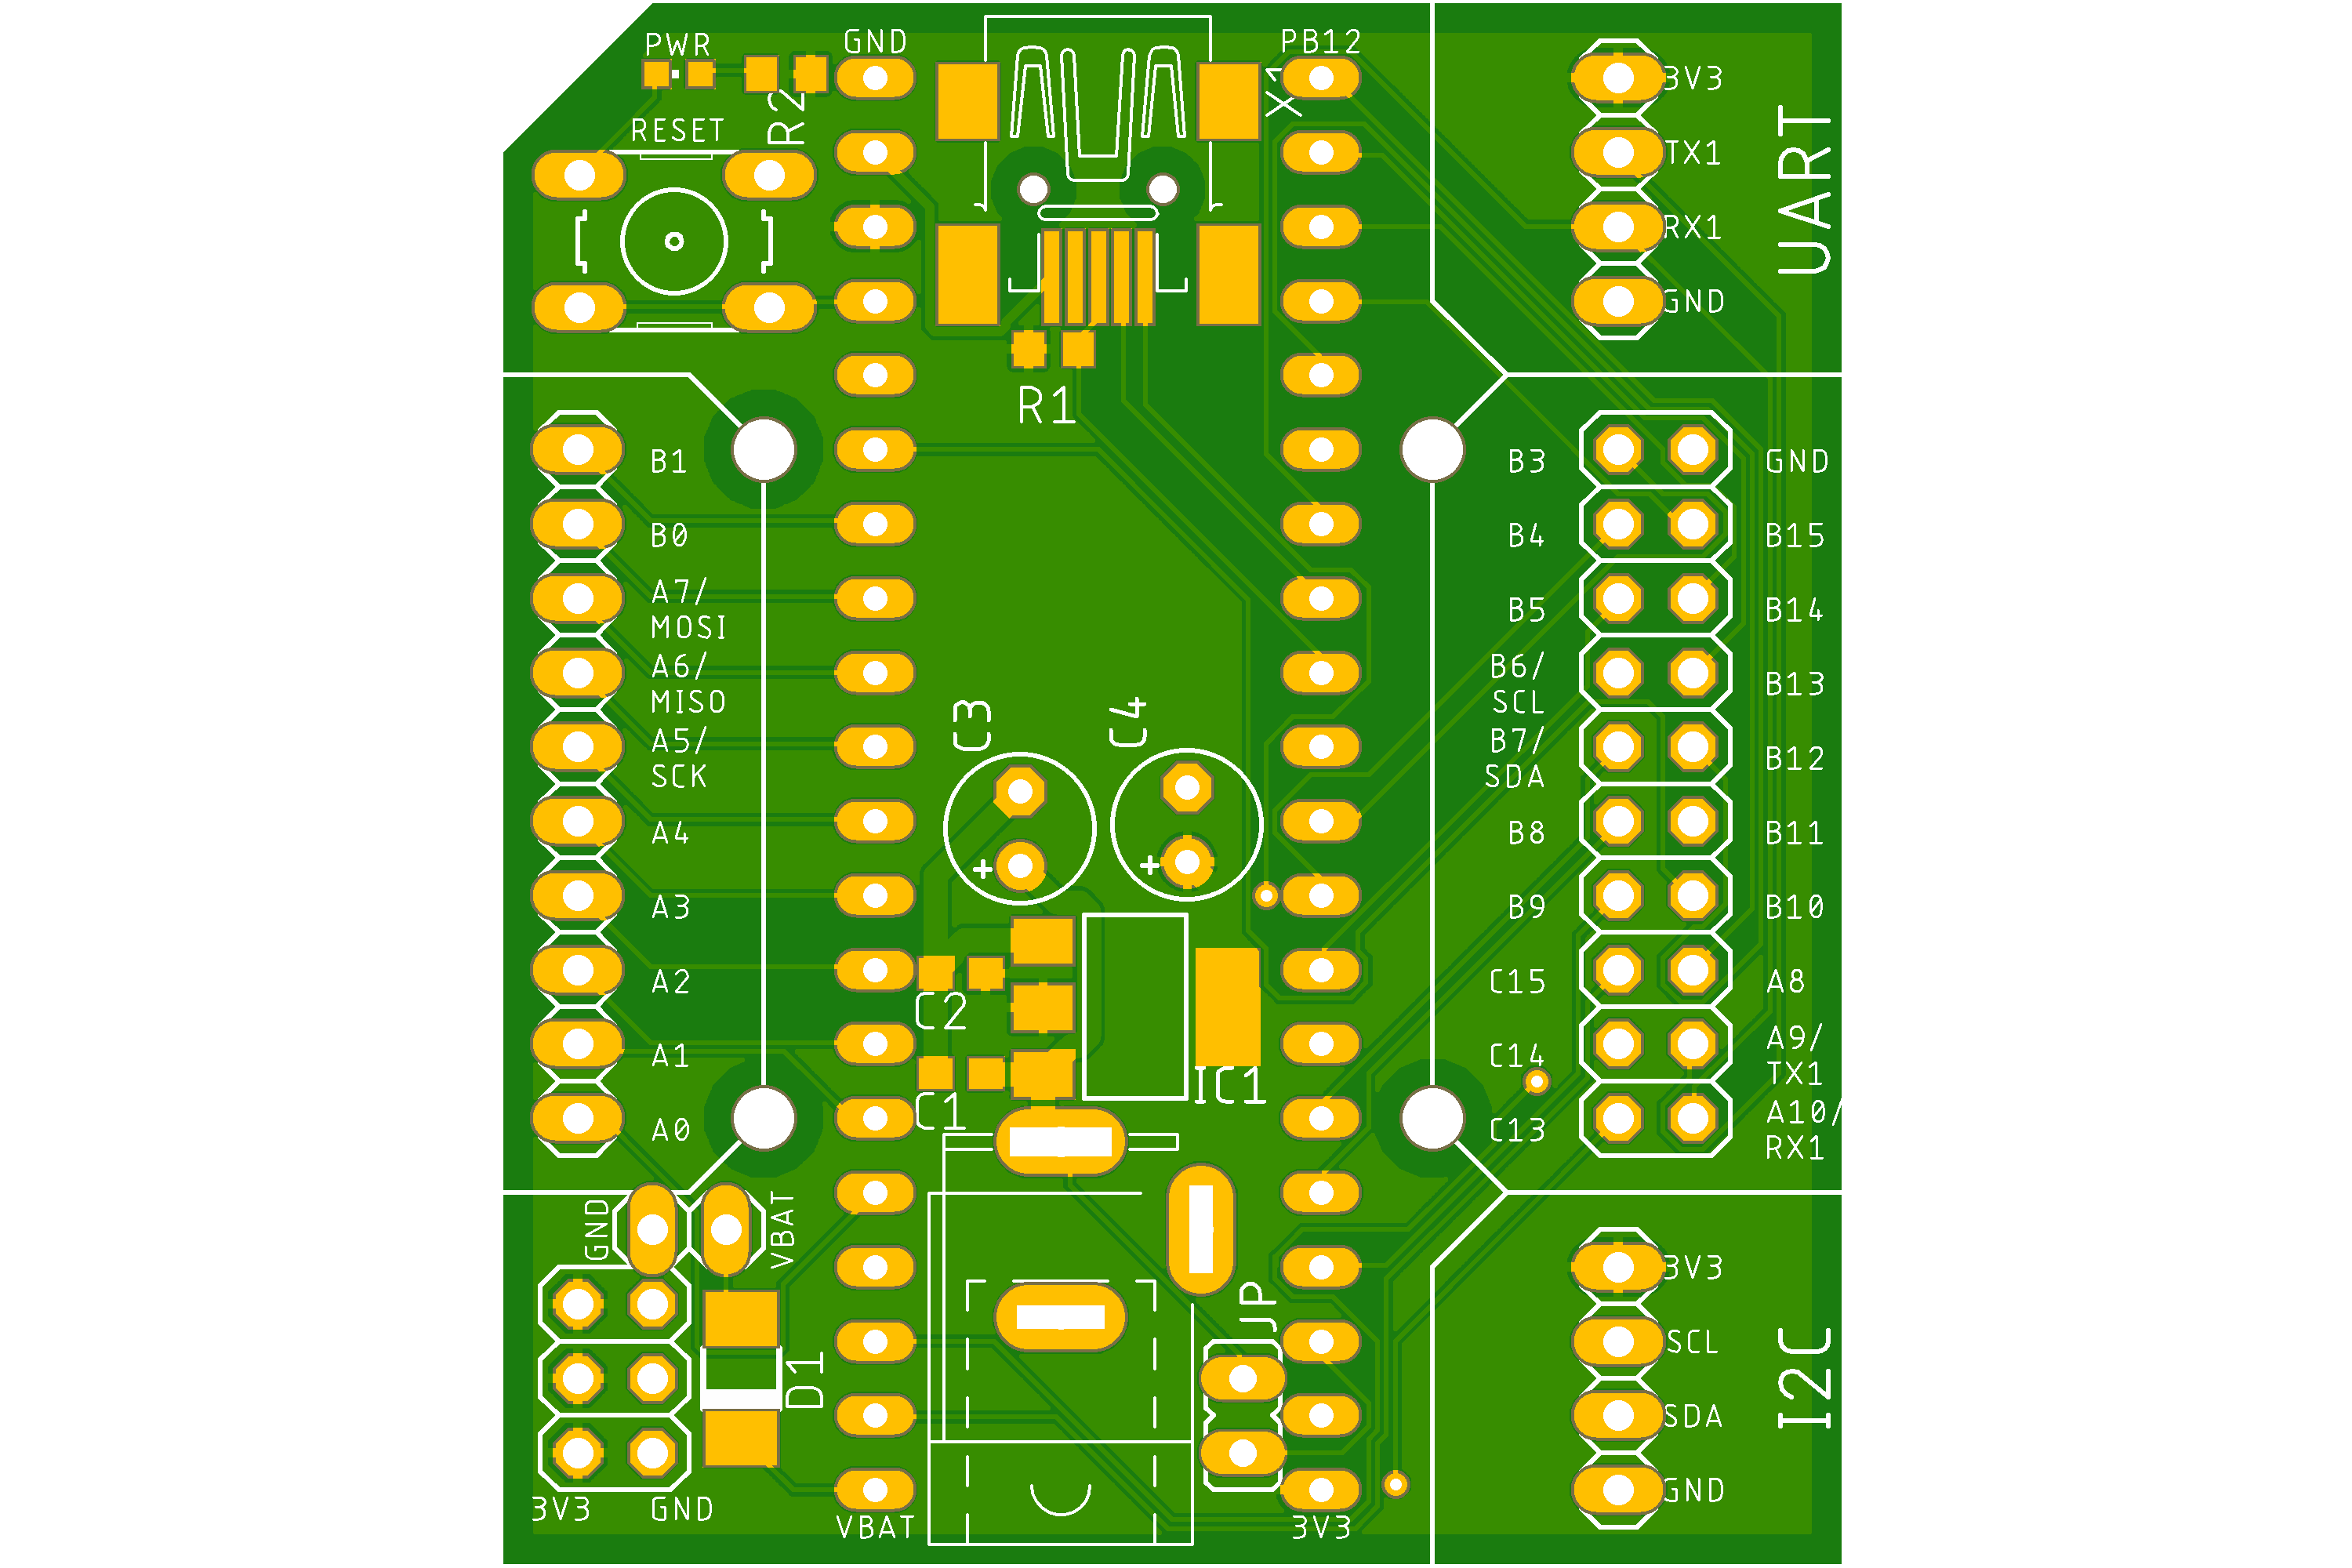 PWR
GND
PB12
X1
R2
RESET
3V3
TX1
RX1
GND
UART
R1
B1
B0
A7/
MOSI
A6/
MISO
A5/
SCK
A4
A3
A2
A1
A0
C3
C4
+
+
C2
C1
IC1
B3
GND
B4
B15
B5
B14
B6/
SCL
B13
B7/
SDA
B12
B8
B11
B9
B10
C15
A8
C14
A9/
TX1
C13
A10/
RX1
GND
VBAT
D1
JP
3V3
SCL
SDA
GND
I2C
3V3
GND
VBAT
3V3